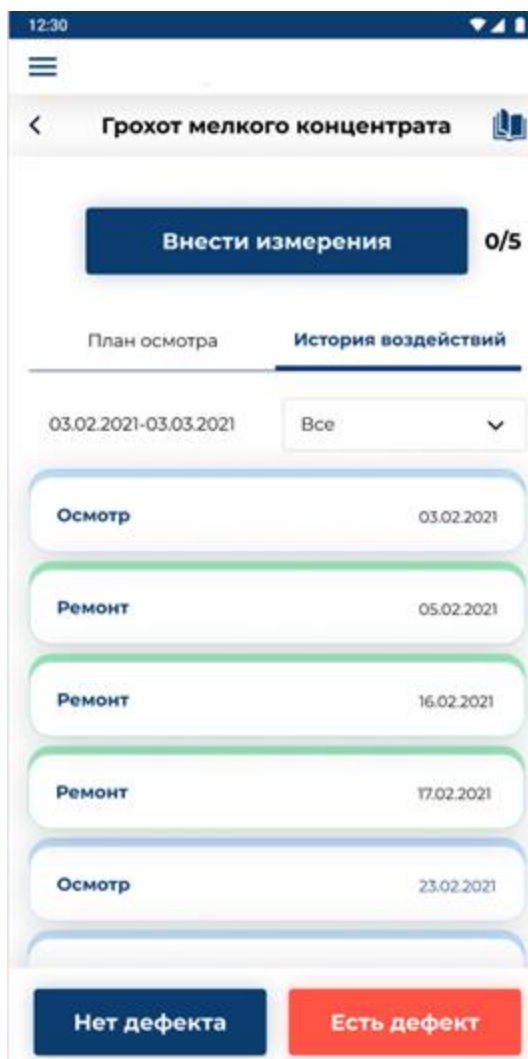 12:30
Грохот мелкого концентрата
Внести измерения 0/5
План осмотра История воздействий
03.02.2021-03.03.2021 Все
Осмотр 03.02.2021
Ремонт 05.02.2021
Ремонт 16.02.2021
Ремонт 17.02.2021
Осмотр 23.02.2021
Нет дефекта Есть дефект